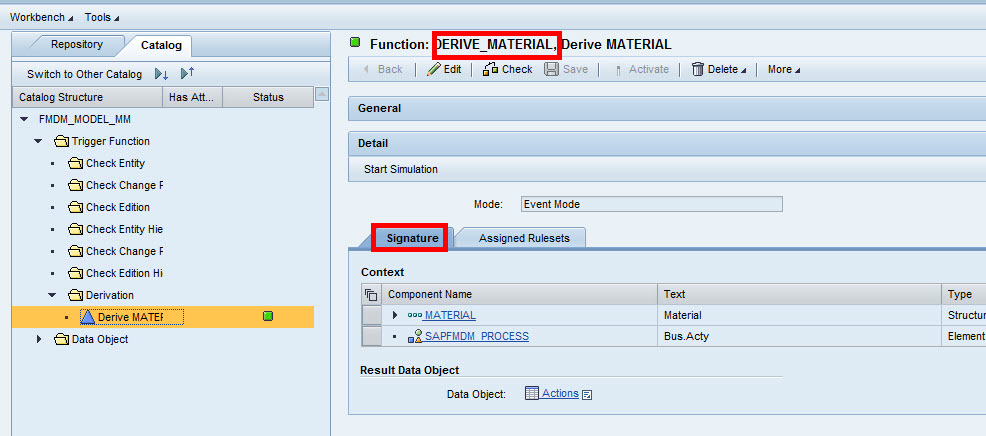 Workbench Tools
Repository Catalog
Switch to Other Catalog
Catalog Structure Has Att... Status
FMDM_MODEL_MM
Trigger Function
Check Entity
Check Change F
Check Edition
Check Entity Hie
Check Change F
Check Edition Hi
Derivation
Derive MATEF
Data Object
Function: DERIVE_MATERIAL, Derive MATERIAL
Back Edit Check Save Activate Delete More
General
Detail
Start Simulation
Mode: Event Mode
Signature Assigned Rulesets
Context
Component Name Text Type
MATERIAL Material Structur
SAPFMDM_PROCESS Bus.Acty Element
Result Data Object
Data Object: Actions